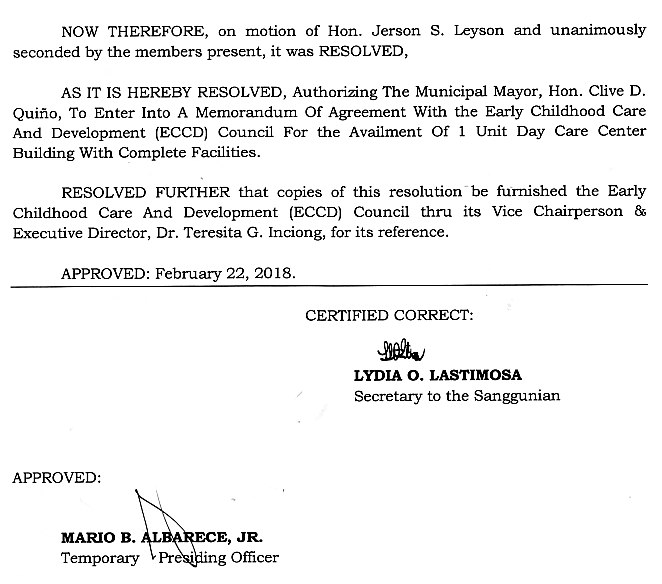 NOW THEREFORE, on motion of Hon. Jerson S. Leyson and unanimously
seconded by the members present, it was RESOLVED,
AS IT IS HEREBY RESOLVED, Authorizing The Municipal Mayor, Hon. Clive D.
Quiño, To Enter Into A Memorandum Of Agreement With the Early Childhood Care
And Development (ECCD) Council For the Availment Of 1 Unit Day Care Center
Building With Complete Facilities.
RESOLVED FURTHER that copies of this resolution be furnished the Early
Childhood Care And Development (ECCD) Council thru its Vice Chairperson &
Executive Director, Dr. Teresita G. Inciong, for its reference.
APPROVED: February 22, 2018.
CERTIFIED CORRECT:
LYDIA O. LASTIMOSA
Secretary to the Sanggunian
APPROVED:
MARIO B. ALBARECE, JR.
Temporary Presiding Officer